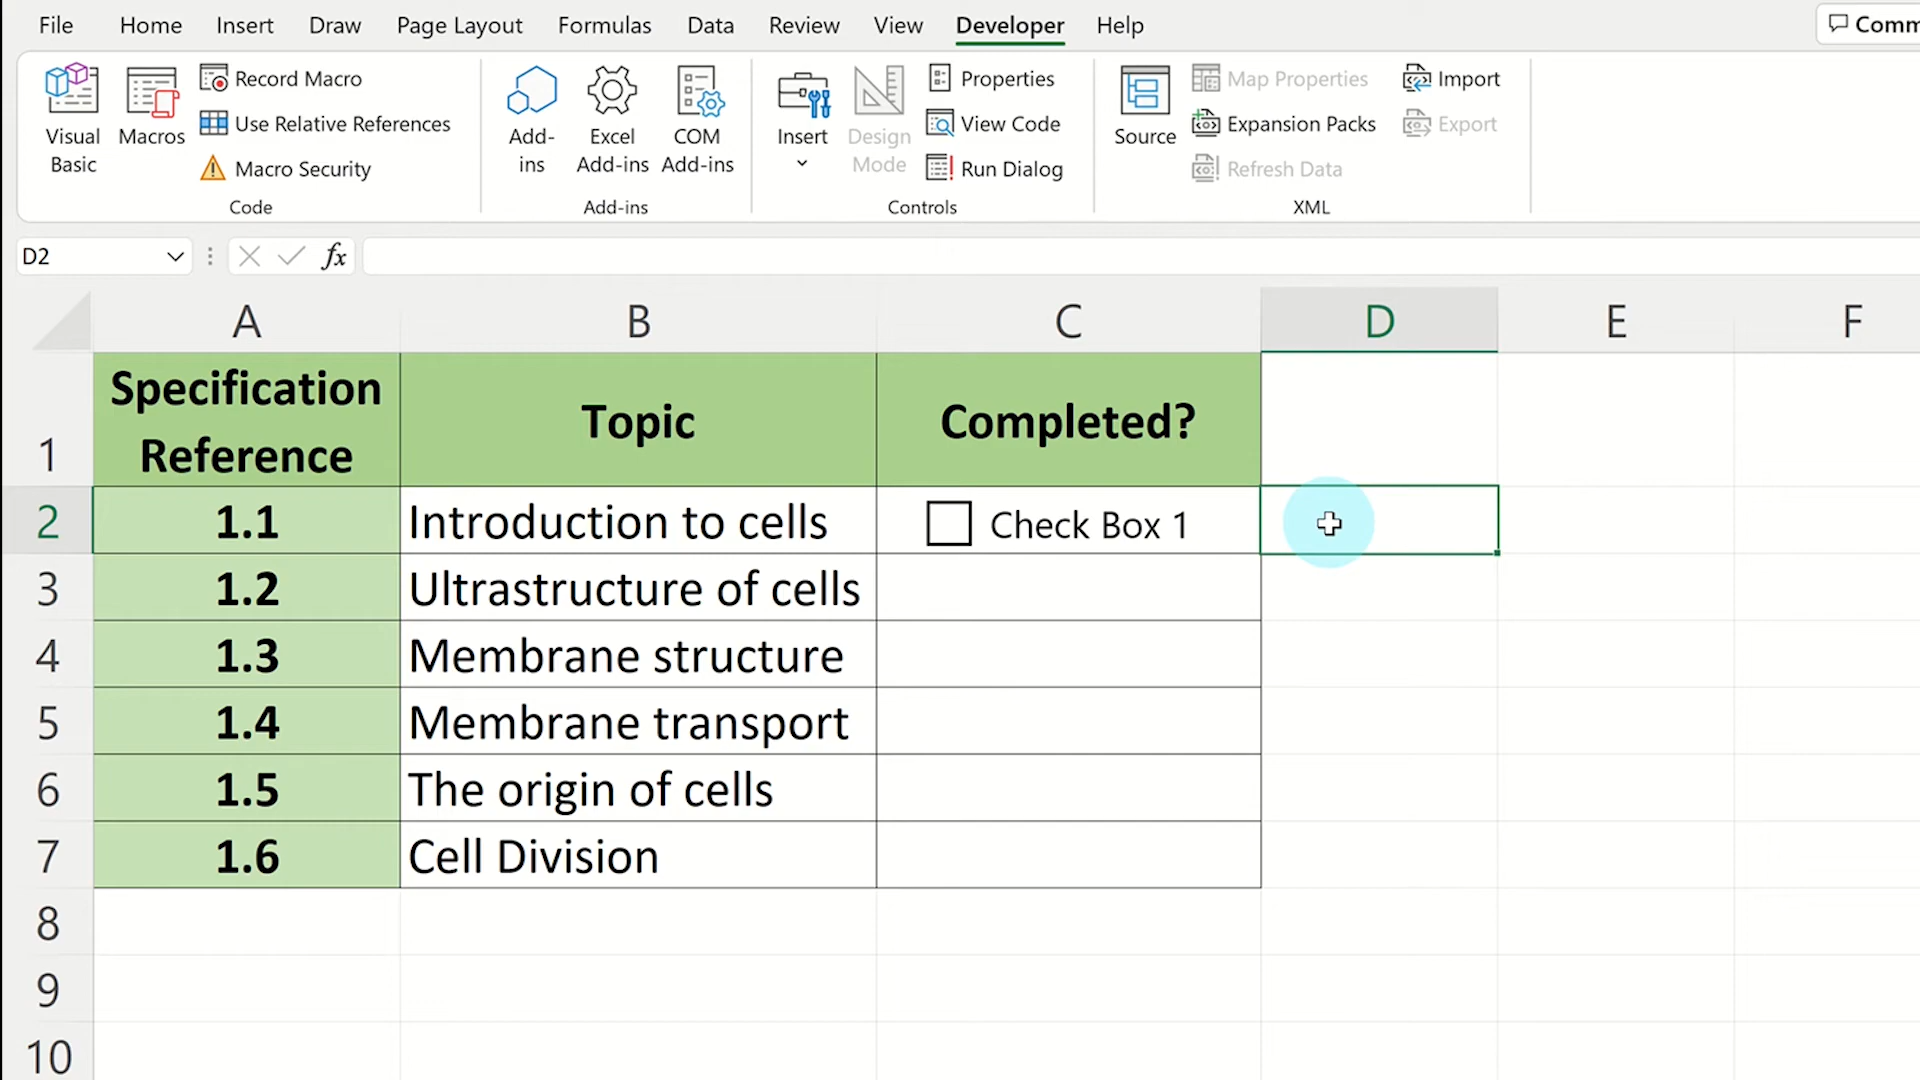 File Home Insert Draw Page Layout Formulas Data Review View Developer Help Comm
Visual Basic
Macros
Record Macro
Use Relative References
Macro Security
Code
Add-ins
Excel Add-ins
COM Add-ins
Add-ins
Insert
Design Mode
Properties
View Code
Run Dialog
Controls
Source
Map Properties
Expansion Packs
Refresh Data
Import
Export
XML
D2 fx
A B C D E F
1 Specification Reference Topic Completed?
2 1.1 Introduction to cells Check Box 1
3 1.2 Ultrastructure of cells
4 1.3 Membrane structure
5 1.4 Membrane transport
6 1.5 The origin of cells
7 1.6 Cell Division
8
9
10